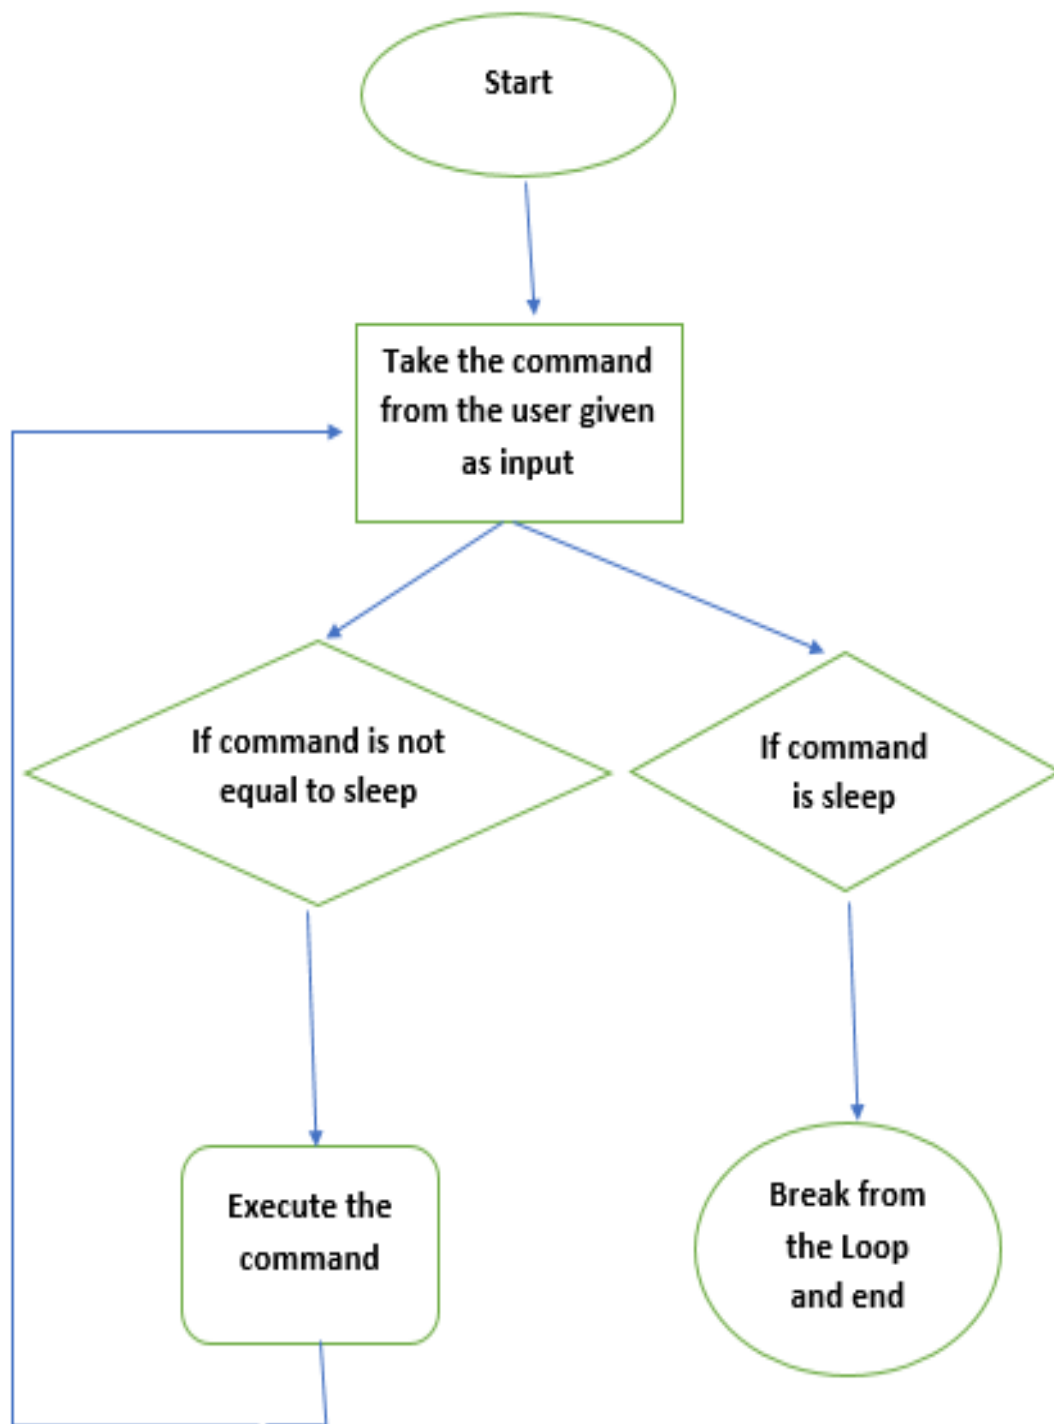 Start
Take the command
from the user given
as input
If command is not
equal to sleep
If command
is sleep
Execute the
command
Break from
the Loop
and end